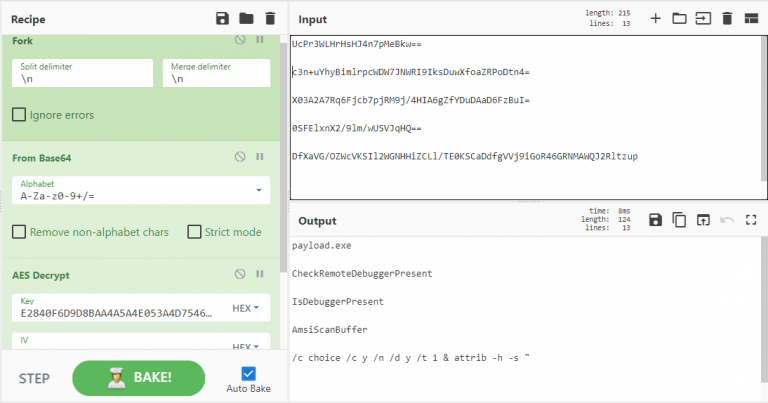 Recipe
Fork
Split delimiter
\n
Merge delimiter
\n
Ignore errors
From Base64
Alphabet
A-Za-z0-9+/=
Remove non-alphabet chars
Strict mode
AES Decrypt
Key
E2840F6D9D8BAA4A5A4E053A4D7546…
HEX
IV
HEX
STEP
BAKE!
Auto Bake
Input
length: 215
lines: 13
UcPr3WLHrHsHJ4n7pMeBkw==
c3n+uYhyBimlrpcWDW7JNWRI9IksDuwXfoaZRPoDtn4=
X03A2A7Rq6Fjcb7pjRM9j/4HIA6gZfYDuDAaD6FzBuI=
0SFElxnX2/9lm/wUSVJqHQ==
DfXaVG/OZWcVKSIl2WGNHHiZCLl/TE0KSCaDdfgVVj9iGoR46GRNMAWQJ2Rltzup
Output
time: 8ms
length: 124
lines: 13
payload.exe
CheckRemoteDebuggerPresent
IsDebuggerPresent
AmsiScanBuffer
/c choice /c y /n /d y /t 1 & attrib -h -s "